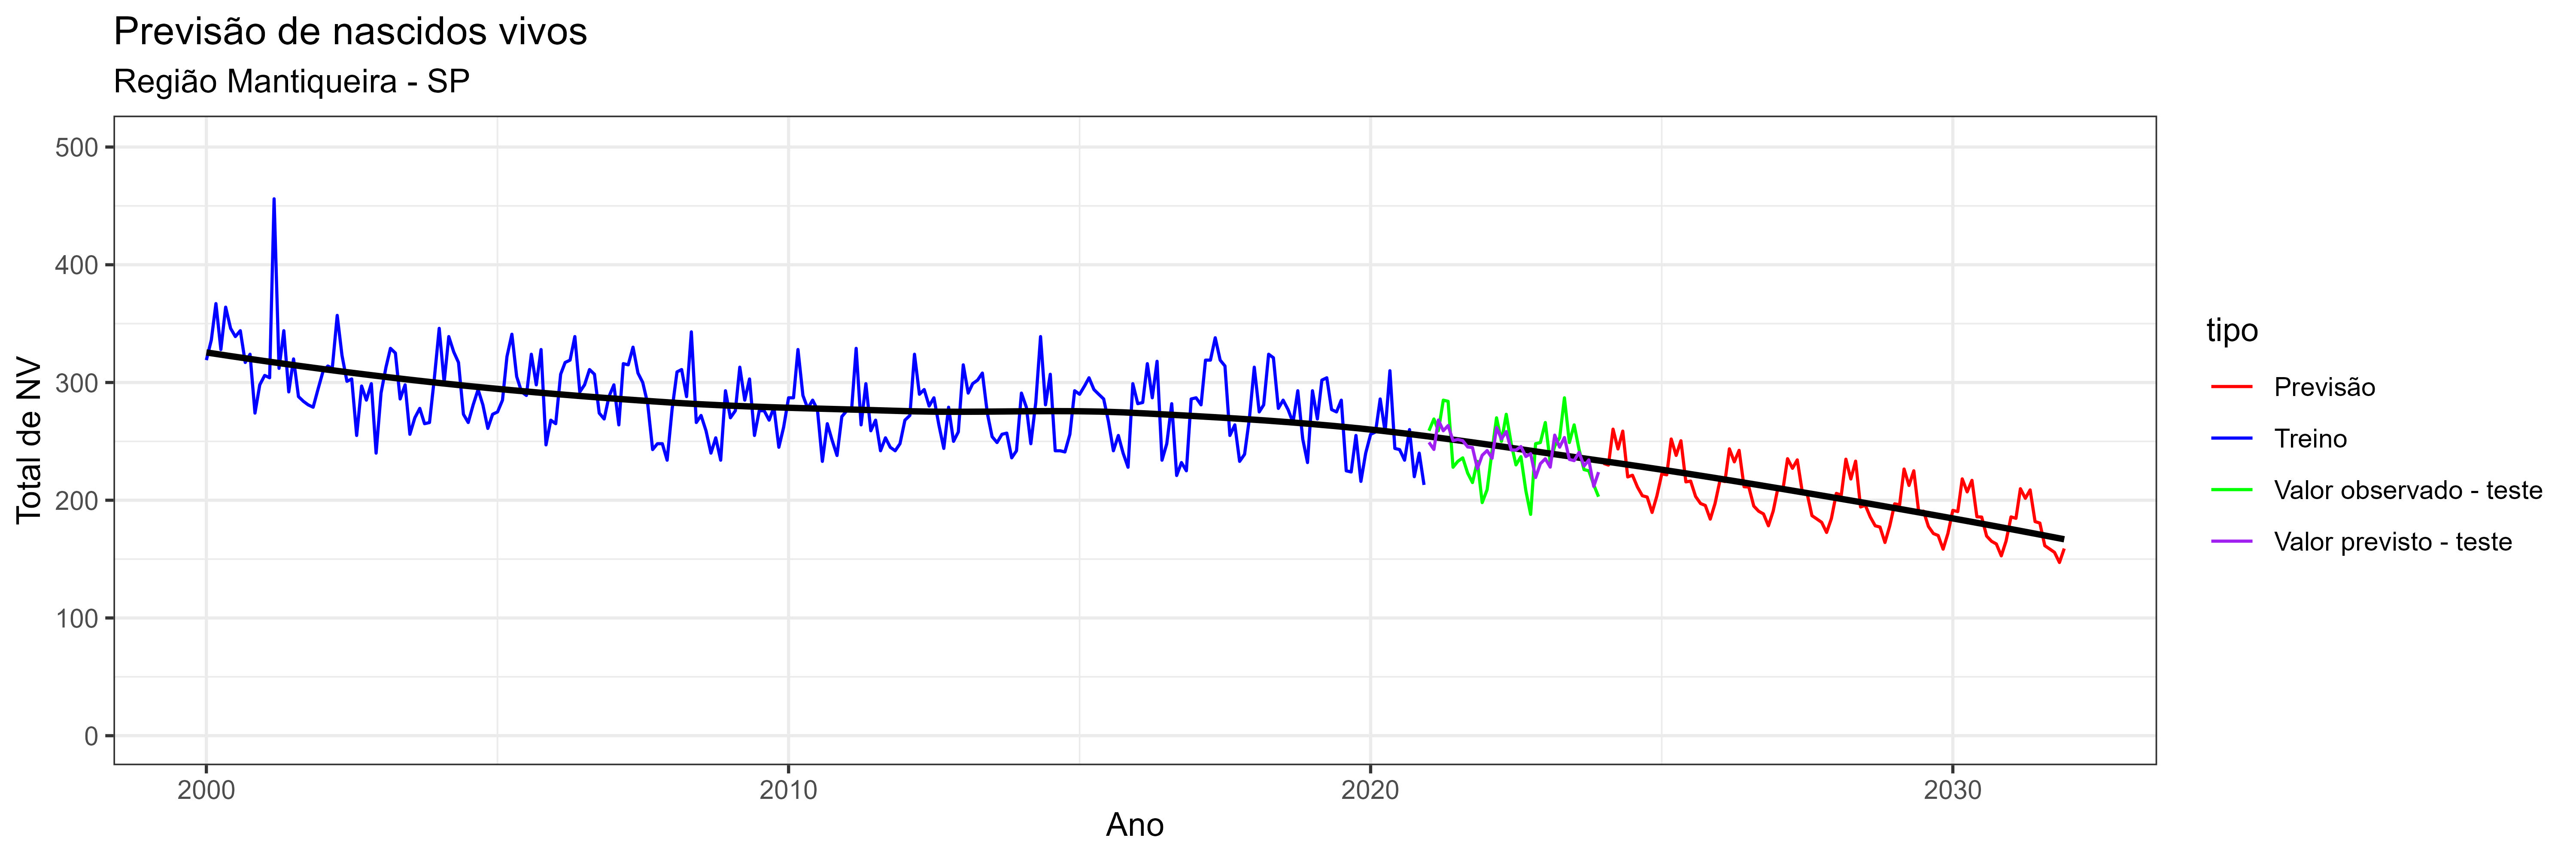 Previsão de nascidos vivos
Região Mantiqueira - SP
500
400
300
200
100
0
Total de NV
2000
2010
2020
2030
Ano
tipo
Previsão
Treino
Valor observado - teste
Valor previsto - teste